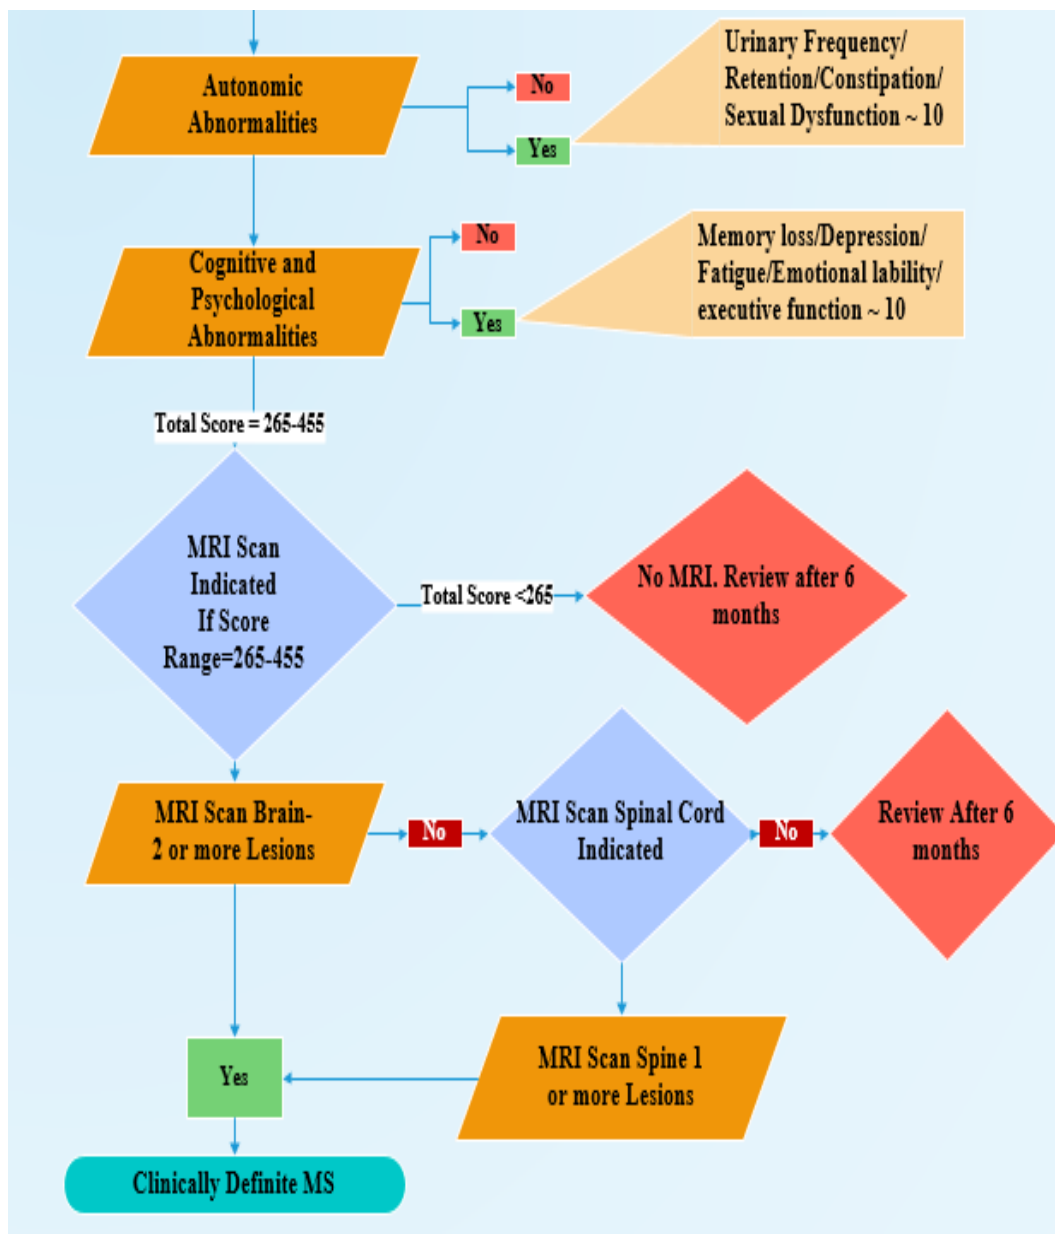 Autonomic
Abnormalities
No
Yes
Urinary Frequency/
Retention/Constipation/
Sexual Dysfunction ~ 10
Cognitive and
Psychological
Abnormalities
No
Yes
Memory loss/Depression/
Fatigue/Emotional lability/
executive function ~ 10
Total Score = 265-455
MRI Scan
Indicated
If Score
Range=265-455
Total Score <265
No MRI. Review after 6
months
MRI Scan Brain-
2 or more Lesions
No
MRI Scan Spinal Cord
Indicated
No
Review After 6
months
MRI Scan Spine 1
or more Lesions
Yes
Clinically Definite MS